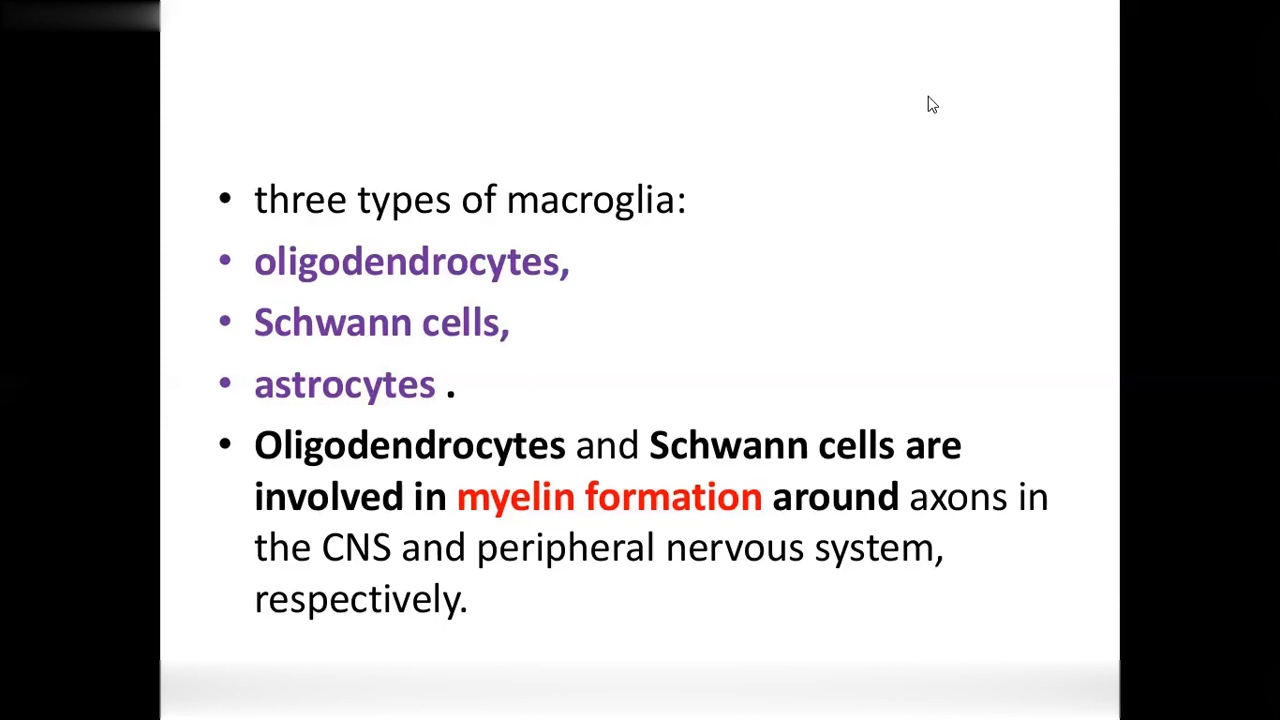 • three types of macroglia:
• oligodendrocytes,
• Schwann cells,
• astrocytes .
• Oligodendrocytes and Schwann cells are
involved in myelin formation around axons in
the CNS and peripheral nervous system,
respectively.